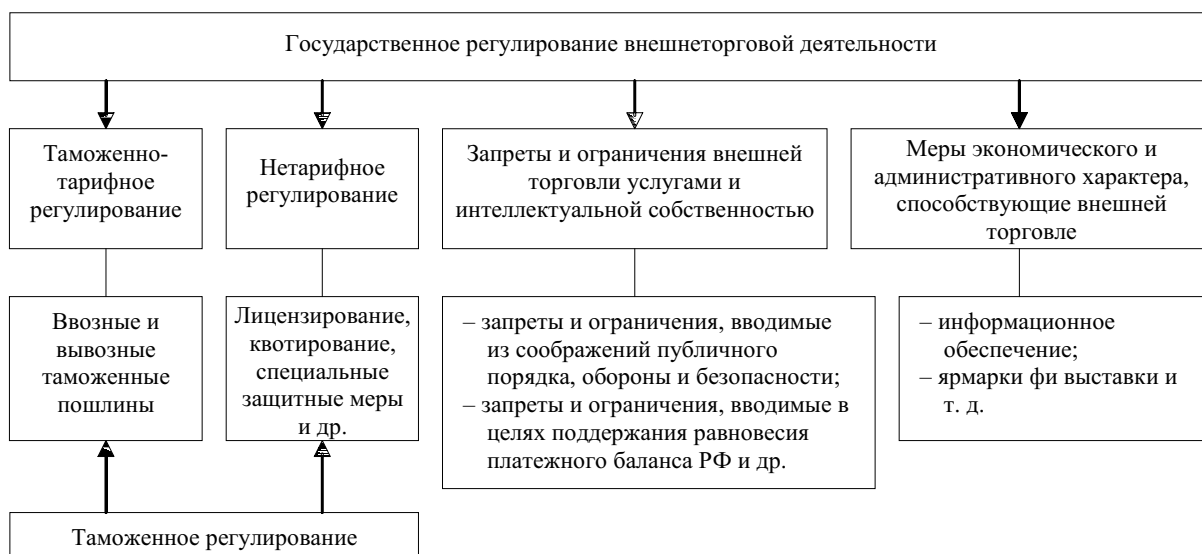 Государственное регулирование внешнеторговой деятельности
Таможенно-
тарифное
регулирование
Нетарифное
регулирование
Запреты и ограничения внешней
торговли услугами и
интеллектуальной собственностью
Меры экономического и
административного характера,
способствующие внешней
торговле
Ввозные и
вывозные
таможенные
пошлины
Лицензирование,
квотирование,
специальные
защитные меры
и др.
– запреты и ограничения, вводимые
из соображений публичного
порядка, обороны и безопасности;
– запреты и ограничения, вводимые в
целях поддержания равновесия
платежного баланса РФ и др.
– информационное
обеспечение;
– ярмарки фи выставки и
т. д.
Таможенное регулирование